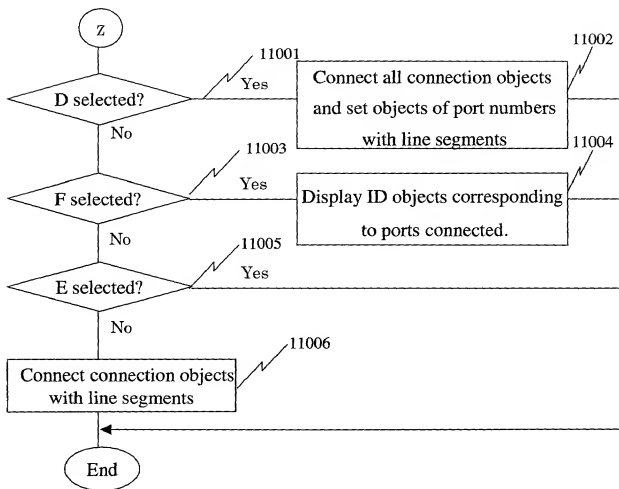 z
11001
11002
D selected?
Yes
Connect all connection objects
and set objects of port numbers
with line segments
No
11003
11004
F selected?
Yes
Display ID objects corresponding
to ports connected.
No
11005
E selected?
Yes
No
11006
Connect connection objects
with line segments
End